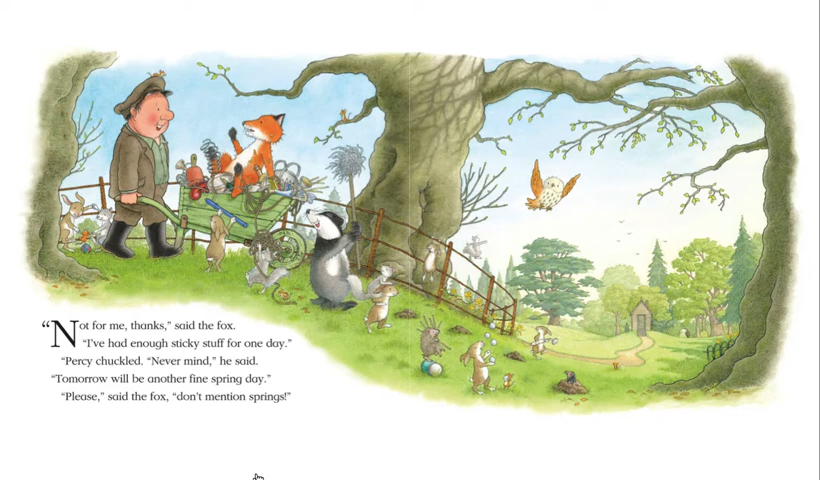 “Not for me, thanks,” said the fox.
“I’ve had enough sticky stuff for one day.”
“Percy chuckled. “Never mind,” he said.
“Tomorrow will be another fine spring day.”
“Please,” said the fox, “don’t mention springs!”